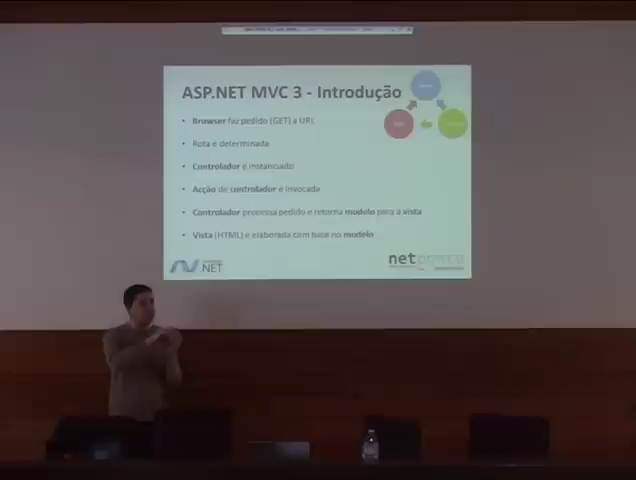 ASP.NET MVC 3 - Introdução
• Browser faz pedido (GET) a URL
• Rota é determinada
• Controlador é instanciado
• Acção do controlador é invocada
• Controlador processa pedido e retorna modelo para a vista
• Vista (HTML) é elaborada com base no modelo
.NET
netponto